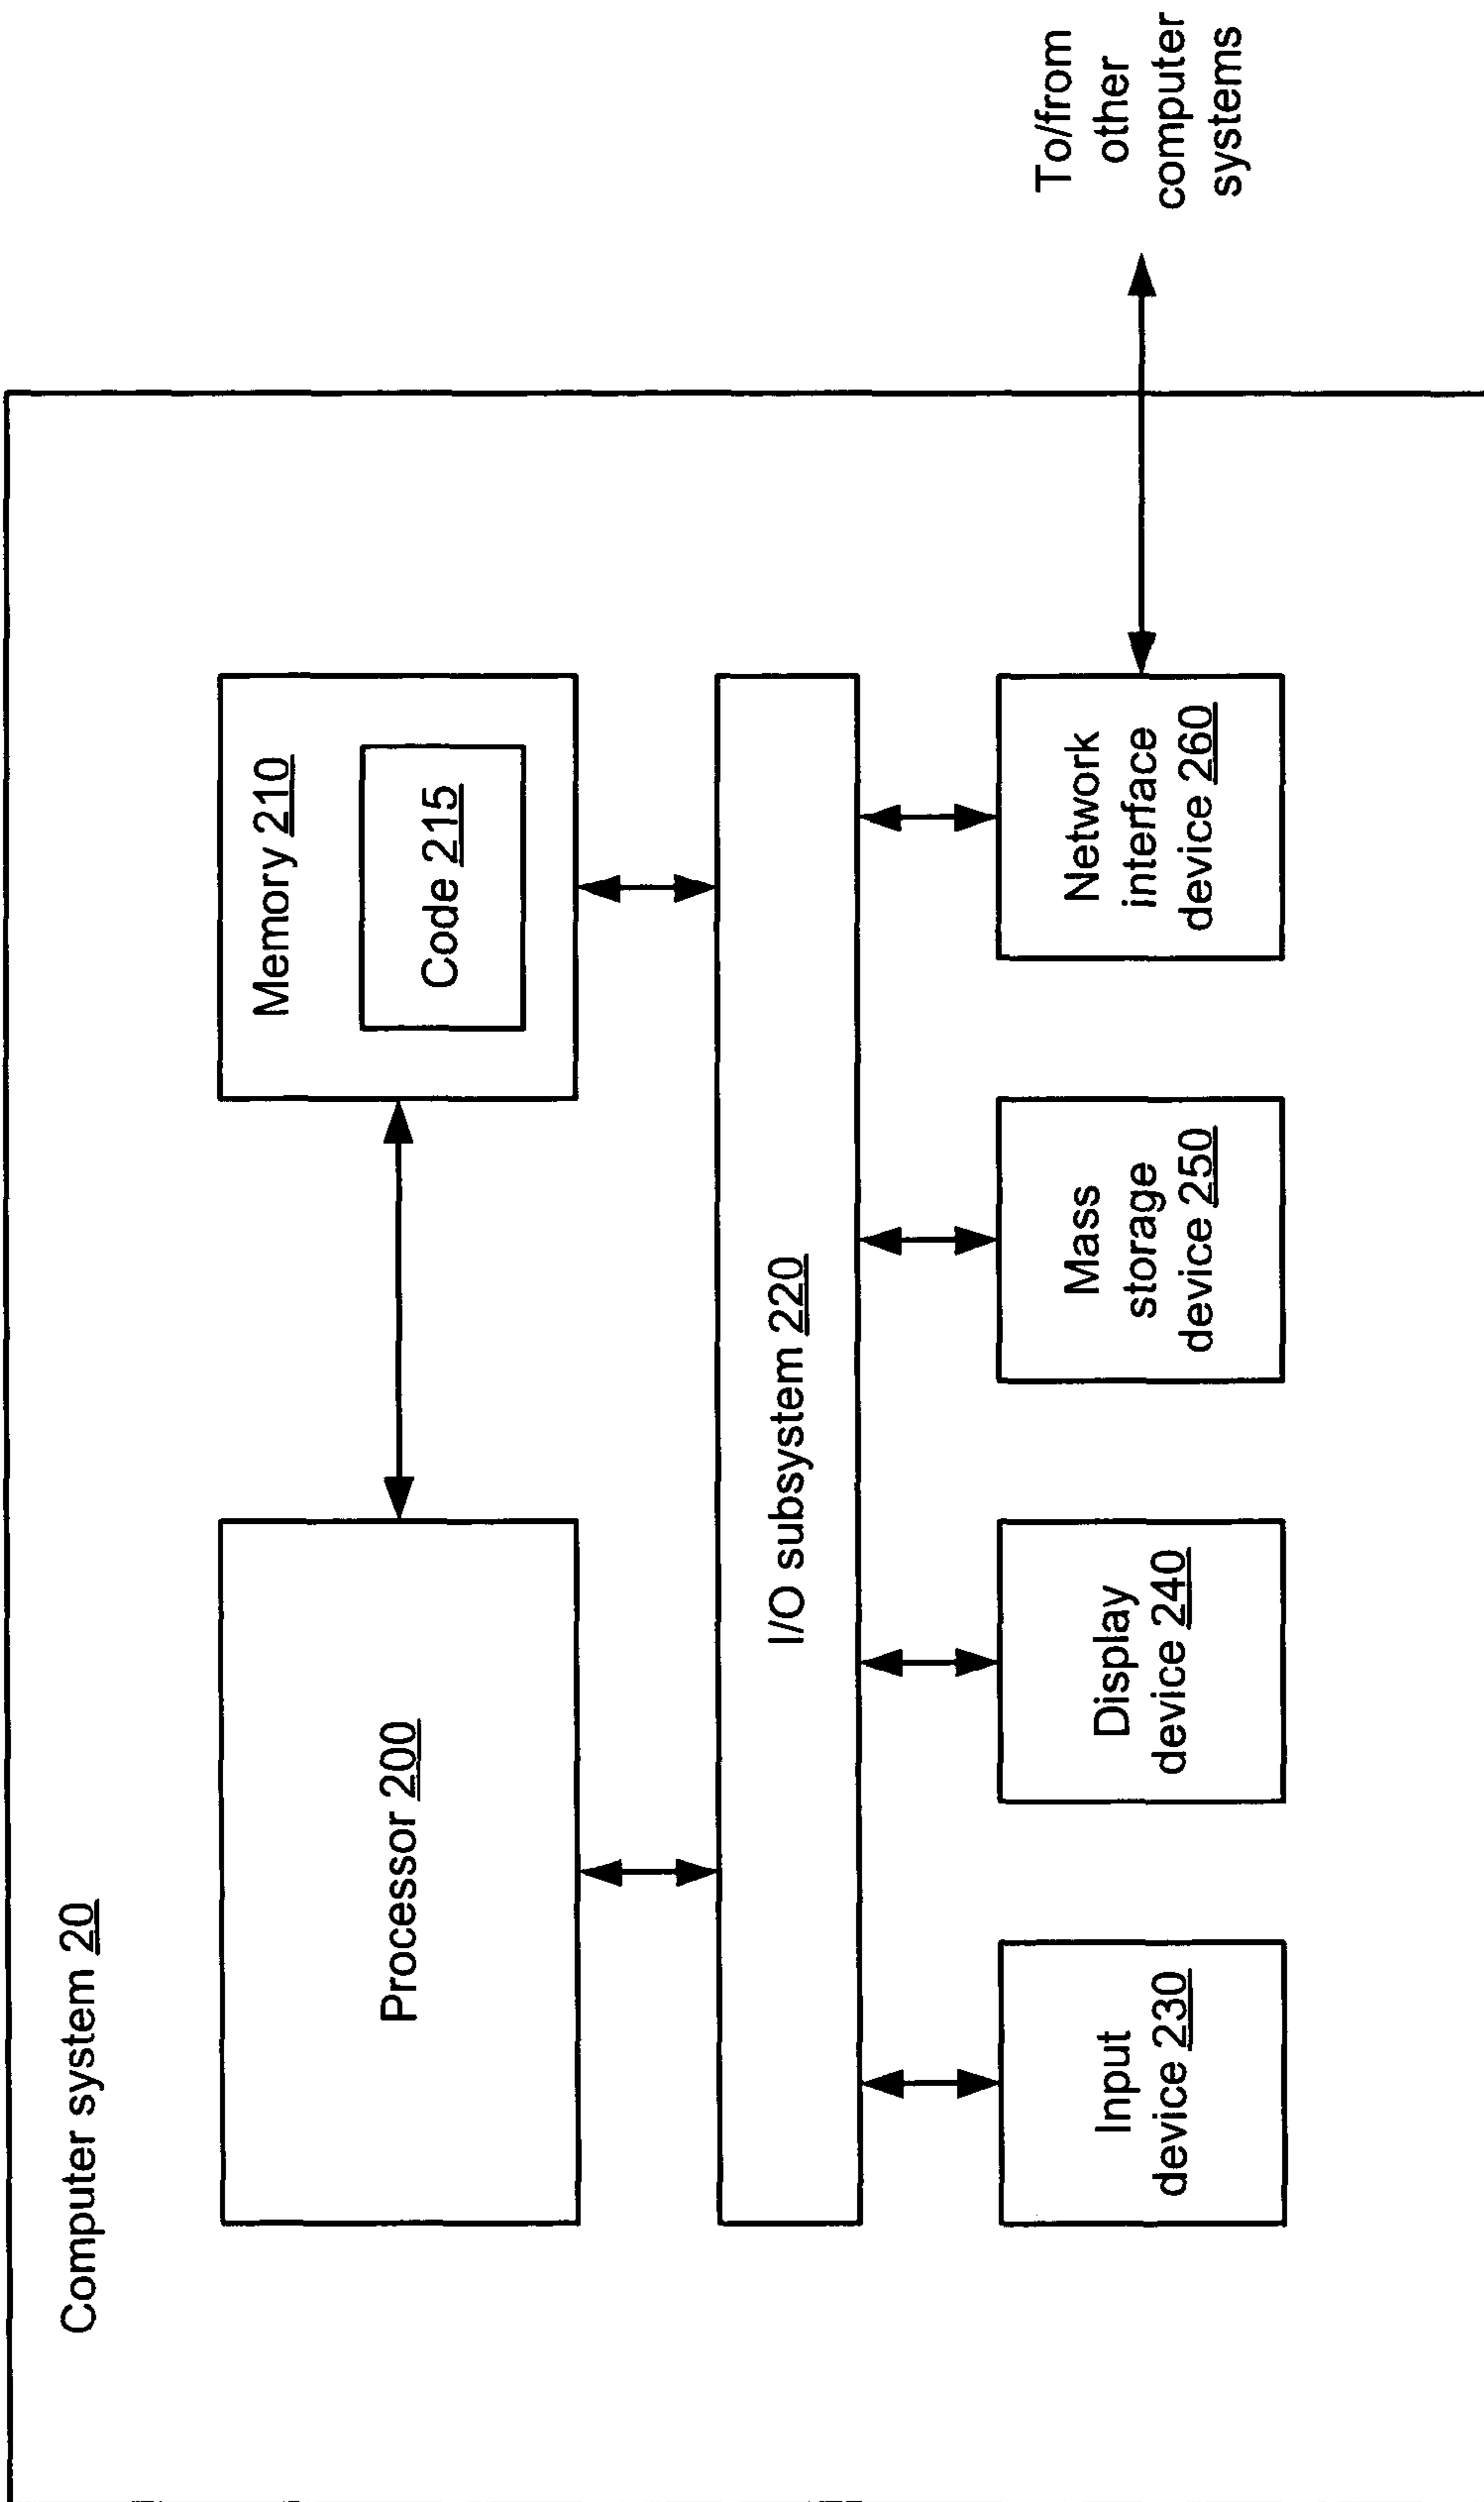 Computer system 20
Processor 200
Memory 210
Code 215
I/O subsystem 220
Input
device 230
Display
device 240
Mass
storage
device 250
Network
interface
device 260
To/from
other
computer
systems